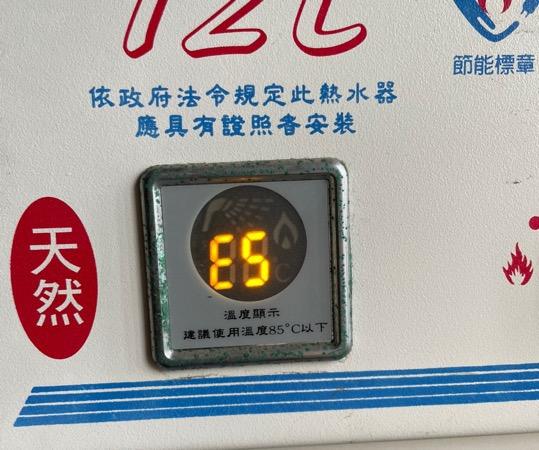 12L
節能標章
依政府法令規定此熱水器
應具有證照者安裝
天然
E5
溫度顯示
建議使用溫度85°C以下